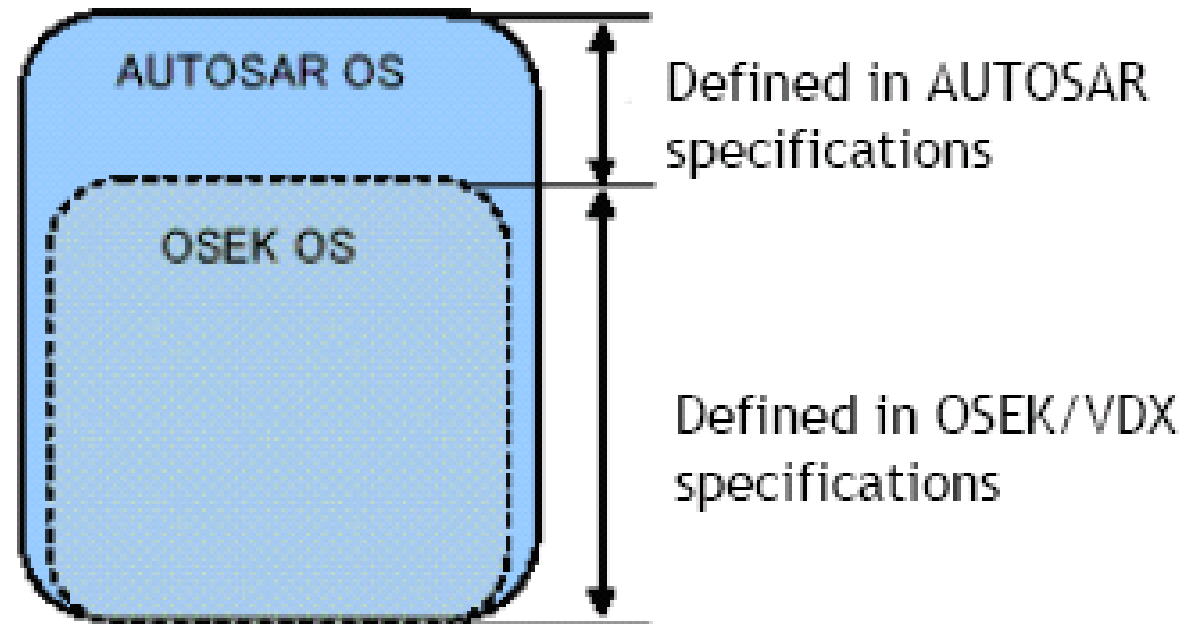 AUTOSAR OS
Defined in AUTOSAR
specifications
OSEK OS
Defined in OSEK/VDX
specifications